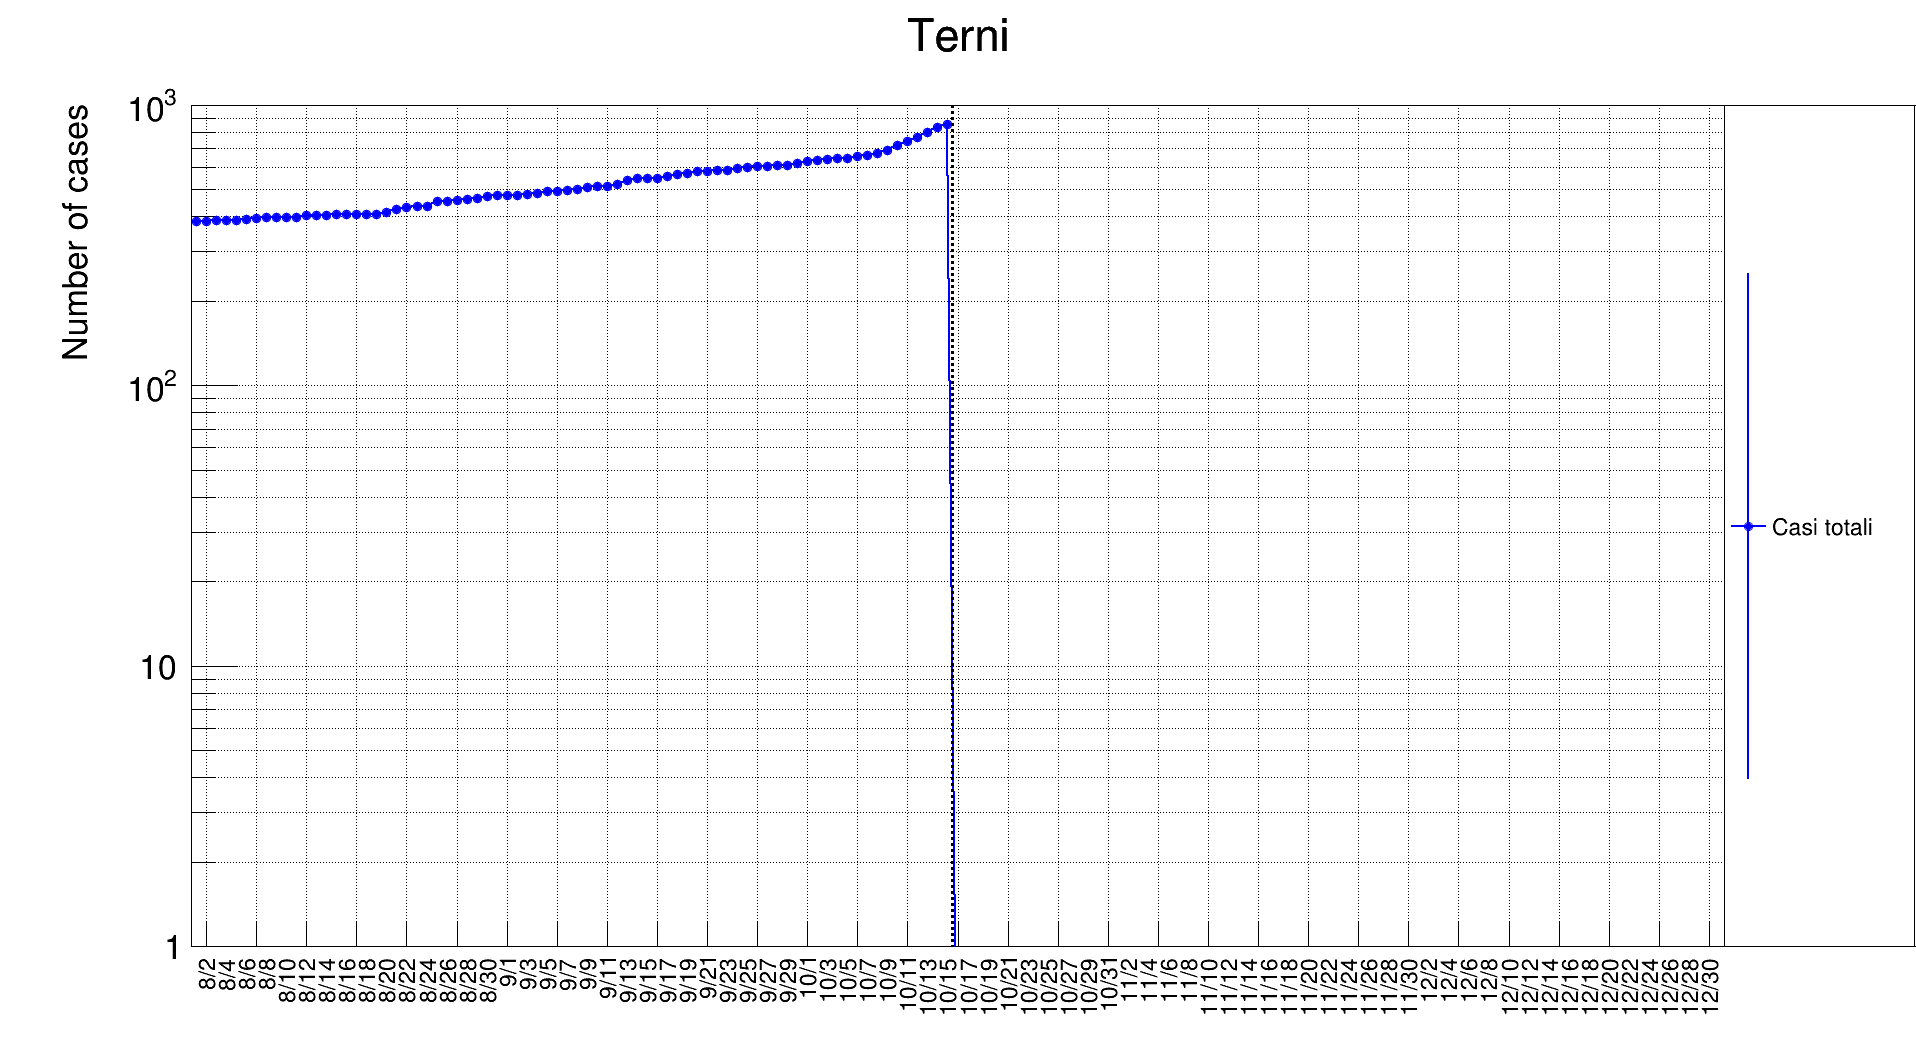 Terni
Number of cases
10³
10²
10
1
8/2 8/4 8/6 8/8 8/10 8/12 8/14 8/16 8/18 8/20 8/22 8/24 8/26 8/28 8/30 9/1 9/3 9/5 9/7 9/9 9/11 9/13 9/15 9/17 9/19 9/21 9/23 9/25 9/27 9/29 10/1 10/3 10/5 10/7 10/9 10/11 10/13 10/15 10/17 10/19 10/21 10/23 10/25 10/27 10/29 10/31 11/2 11/4 11/6 11/8 11/10 11/12 11/14 11/16 11/18 11/20 11/22 11/24 11/26 11/28 11/30 12/2 12/4 12/6 12/8 12/10 12/12 12/14 12/16 12/18 12/20 12/22 12/24 12/26 12/28 12/30
Casi totali